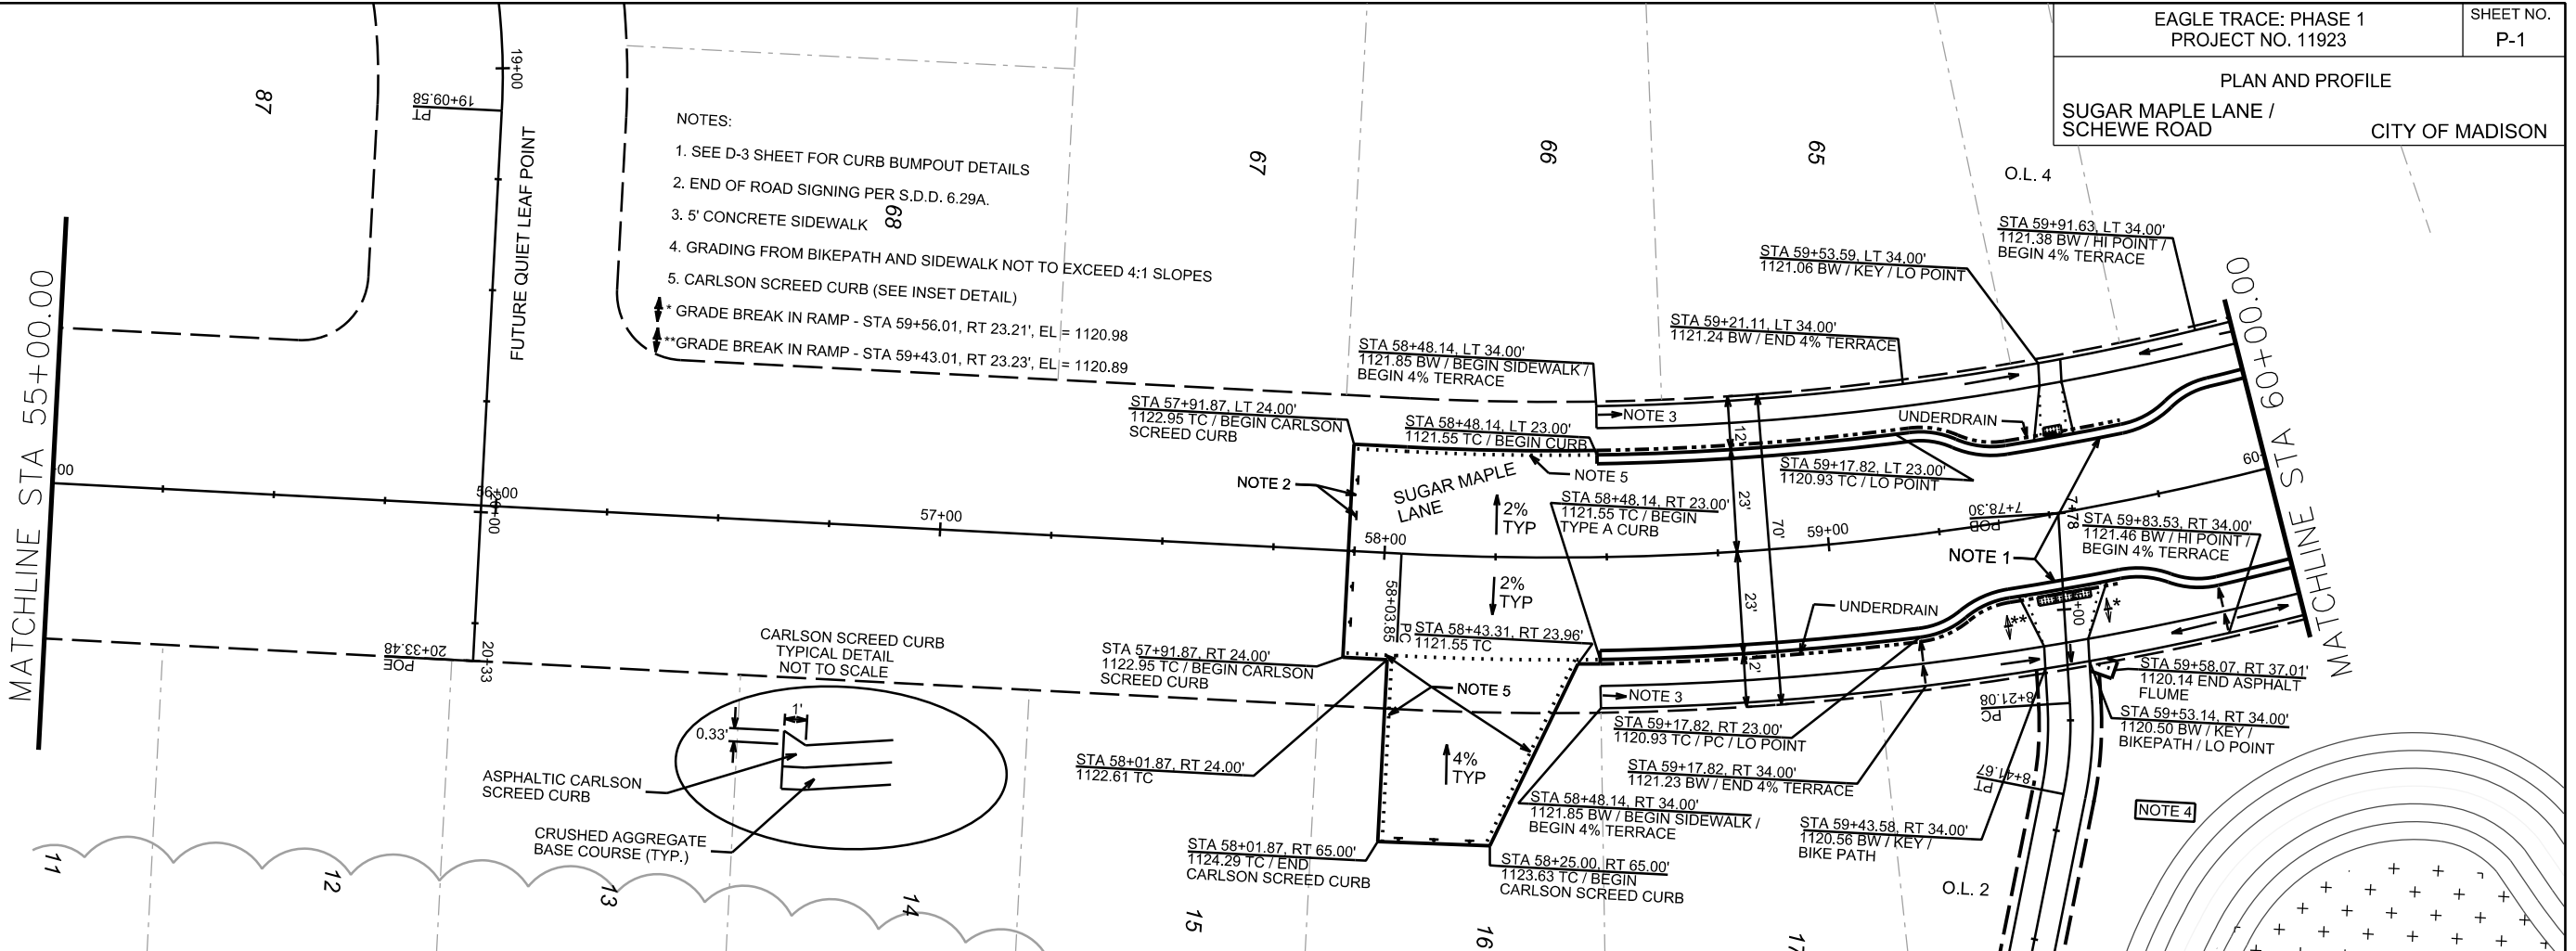 EAGLE TRACE: PHASE 1
PROJECT NO. 11923
SHEET NO.
P-1
PLAN AND PROFILE
SUGAR MAPLE LANE /
SCHEWE ROAD
CITY OF MADISON
NOTES:
1. SEE D-3 SHEET FOR CURB BUMPOUT DETAILS
2. END OF ROAD SIGNING PER S.D.D. 6.29A.
3. 5' CONCRETE SIDEWALK
4. GRADING FROM BIKEPATH AND SIDEWALK NOT TO EXCEED 4:1 SLOPES
5. CARLSON SCREED CURB (SEE INSET DETAIL)
* GRADE BREAK IN RAMP - STA 59+56.01, RT 23.21', EL = 1120.98
**GRADE BREAK IN RAMP - STA 59+43.01, RT 23.23', EL = 1120.89
87
68
67
66
65
O.L. 4
19+00
19+09.58
PT
FUTURE QUIET LEAF POINT
MATCHLINE STA 55+00.00
00
56+00
20+00
57+00
58+00
59+00
60+
MATCHLINE STA 60+00.00
20+33.48
POE
20+33
STA 59+91.63, LT 34.00'
1121.38 BW / HI POINT /
BEGIN 4% TERRACE
STA 59+53.59, LT 34.00'
1121.06 BW / KEY / LO POINT
STA 59+21.11, LT 34.00'
1121.24 BW / END 4% TERRACE
STA 58+48.14, LT 34.00'
1121.85 BW / BEGIN SIDEWALK /
BEGIN 4% TERRACE
STA 57+91.87, LT 24.00'
1122.95 TC / BEGIN CARLSON
SCREED CURB
STA 58+48.14, LT 23.00'
1121.55 TC / BEGIN CURB
NOTE 3
UNDERDRAIN
12'
STA 59+17.82, LT 23.00'
1120.93 TC / LO POINT
NOTE 2
NOTE 5
SUGAR MAPLE
LANE
2%
TYP
STA 58+48.14, RT 23.00'
1121.55 TC / BEGIN
TYPE A CURB
23'
70'
7+78.30
POB
7+78
STA 59+83.53, RT 34.00'
1121.46 BW / HI POINT /
BEGIN 4% TERRACE
NOTE 1
58+03.85
PC
2%
TYP
23'
UNDERDRAIN
+00
*
**
STA 58+43.31, RT 23.96'
1121.55 TC
STA 57+91.87, RT 24.00'
1122.95 TC / BEGIN CARLSON
SCREED CURB
NOTE 5
2'
NOTE 3
8+21.08
PC
STA 59+58.07, RT 37.01'
1120.14 END ASPHALT
FLUME
STA 59+53.14, RT 34.00'
1120.50 BW / KEY /
BIKEPATH / LO POINT
STA 59+17.82, RT 23.00'
1120.93 TC / PC / LO POINT
STA 58+01.87, RT 24.00'
1122.61 TC
4%
TYP
STA 59+17.82, RT 34.00'
1121.23 BW / END 4% TERRACE
8+41.67
PT
NOTE 4
STA 58+48.14, RT 34.00'
1121.85 BW / BEGIN SIDEWALK /
BEGIN 4% TERRACE
STA 59+43.58, RT 34.00'
1120.56 BW / KEY /
BIKE PATH
STA 58+01.87, RT 65.00'
1124.29 TC / END
CARLSON SCREED CURB
STA 58+25.00, RT 65.00'
1123.63 TC / BEGIN
CARLSON SCREED CURB
O.L. 2
CARLSON SCREED CURB
TYPICAL DETAIL
NOT TO SCALE
1'
0.33'
ASPHALTIC CARLSON
SCREED CURB
CRUSHED AGGREGATE
BASE COURSE (TYP.)
11
12
13
14
15
16
17